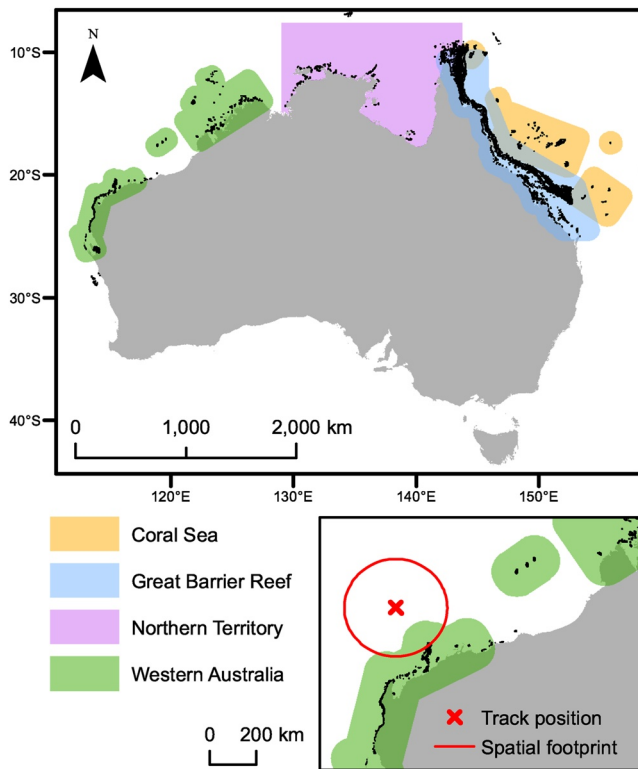 N
10°S
20°S
30°S
40°S
0 1,000 2,000 km
120°E 130°E 140°E 150°E
Coral Sea
Great Barrier Reef
Northern Territory
Western Australia
0 200 km
Track position
Spatial footprint